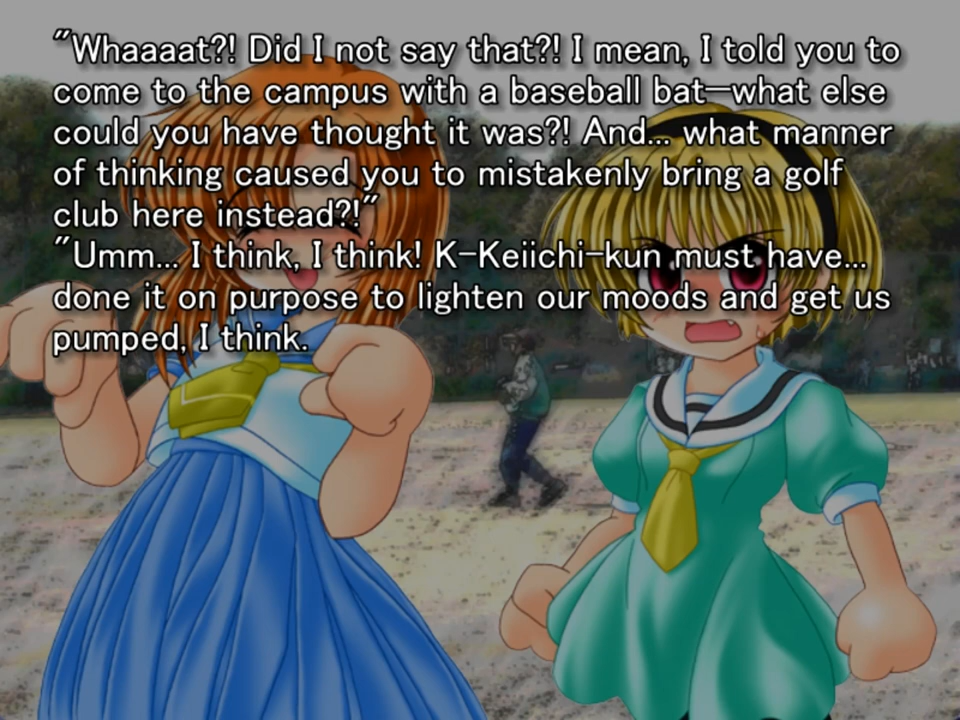 "Whaaaat?! Did I not say that?! I mean, I told you to
come to the campus with a baseball bat—what else
could you have thought it was?! And... what manner
of thinking caused you to mistakenly bring a golf
club here instead?!"
"Umm... I think, I think! K-Keiichi-kun must have...
done it on purpose to lighten our moods and get us
pumped, I think.